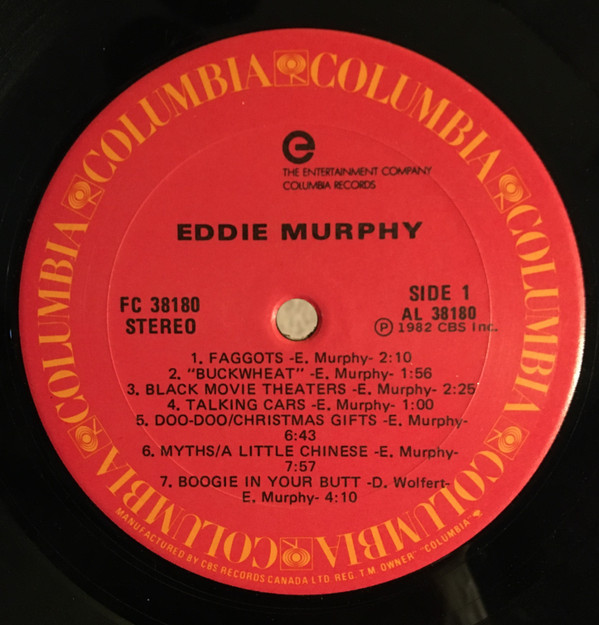 COLUMBIA COLUMBIA COLUMBIA COLUMBIA COLUMBIA COLUMBIA COLUMBIA
e
THE ENTERTAINMENT COMPANY
COLUMBIA RECORDS
EDDIE MURPHY
FC 38180
STEREO
SIDE 1
AL 38180
Ⓟ 1982 CBS Inc.
1. FAGGOTS -E. Murphy- 2:10
2. "BUCKWHEAT" -E. Murphy- 1:56
3. BLACK MOVIE THEATERS -E. Murphy- 2:25
4. TALKING CARS -E. Murphy- 1:00
5. DOO-DOO/CHRISTMAS GIFTS -E. Murphy-
6:43
6. MYTHS/A LITTLE CHINESE -E. Murphy-
7:57
7. BOOGIE IN YOUR BUTT -D. Wolfert-
E. Murphy- 4:10
MANUFACTURED BY CBS RECORDS CANADA LTD. REG. T.M. OWNER "COLUMBIA"